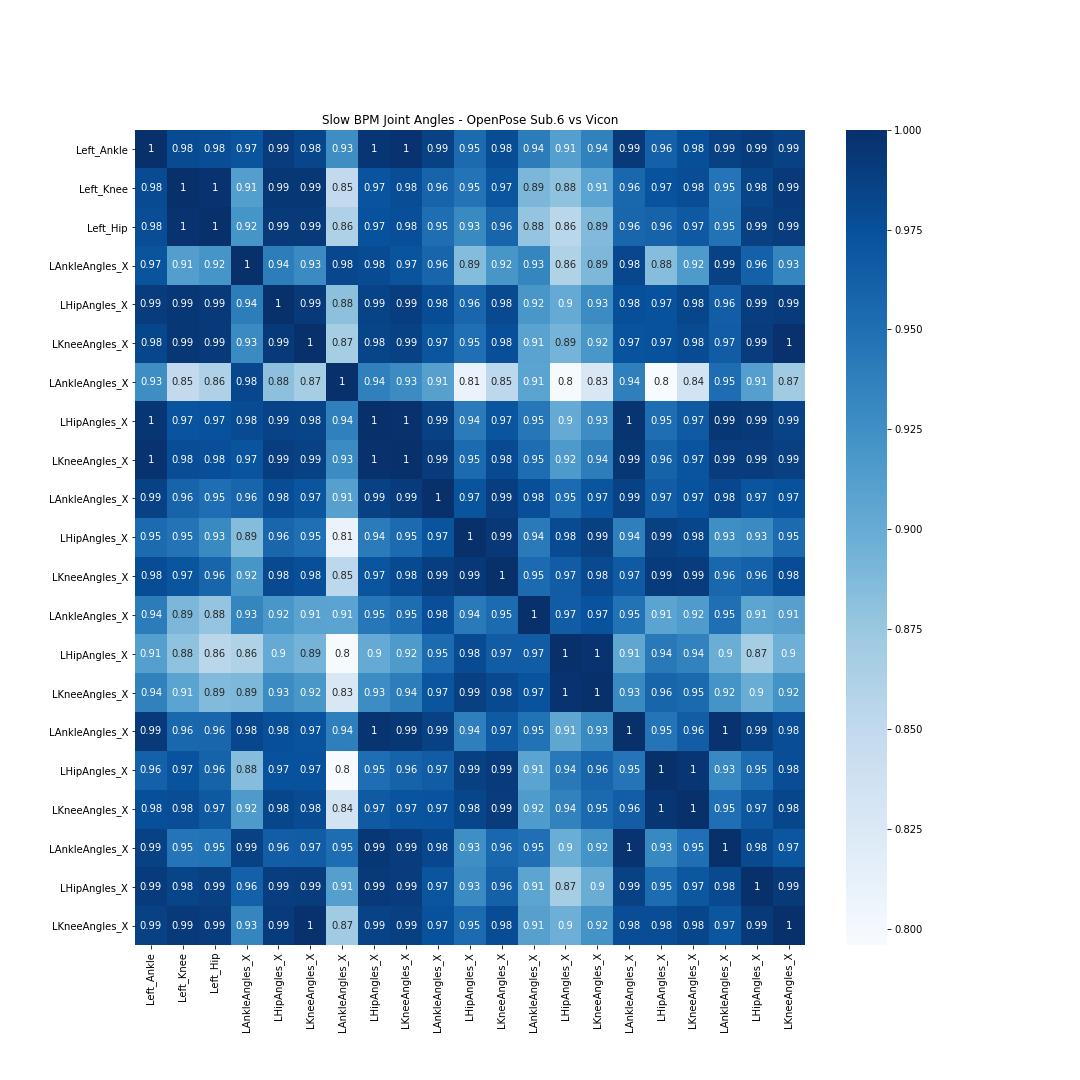 Slow BPM Joint Angles - OpenPose Sub.6 vs Vicon
Left_Ankle 1 0.98 0.98 0.97 0.99 0.98 0.93 1 1 0.99 0.95 0.98 0.94 0.91 0.94 0.99 0.96 0.98 0.99 0.99 0.99
Left_Knee 0.98 1 1 0.91 0.99 0.99 0.85 0.97 0.98 0.96 0.95 0.97 0.89 0.88 0.91 0.96 0.97 0.98 0.95 0.98 0.99
Left_Hip 0.98 1 1 0.92 0.99 0.99 0.86 0.97 0.98 0.95 0.93 0.96 0.88 0.86 0.89 0.96 0.96 0.97 0.95 0.99 0.99
LAnkleAngles_X 0.97 0.91 0.92 1 0.94 0.93 0.98 0.98 0.97 0.96 0.89 0.92 0.93 0.86 0.89 0.98 0.88 0.92 0.99 0.96 0.93
LHipAngles_X 0.99 0.99 0.99 0.94 1 0.99 0.88 0.99 0.99 0.98 0.96 0.98 0.92 0.9 0.93 0.98 0.97 0.98 0.96 0.99 0.99
LKneeAngles_X 0.98 0.99 0.99 0.93 0.99 1 0.87 0.98 0.99 0.97 0.95 0.98 0.91 0.89 0.92 0.97 0.97 0.98 0.97 0.99 1
LAnkleAngles_X 0.93 0.85 0.86 0.98 0.88 0.87 1 0.94 0.93 0.91 0.81 0.85 0.91 0.8 0.83 0.94 0.8 0.84 0.95 0.91 0.87
LHipAngles_X 1 0.97 0.97 0.98 0.99 0.98 0.94 1 1 0.99 0.94 0.97 0.95 0.9 0.93 1 0.95 0.97 0.99 0.99 0.99
LKneeAngles_X 1 0.98 0.98 0.97 0.99 0.99 0.93 1 1 0.99 0.95 0.98 0.95 0.92 0.94 0.99 0.96 0.97 0.99 0.99 0.99
LAnkleAngles_X 0.99 0.96 0.95 0.96 0.98 0.97 0.91 0.99 0.99 1 0.97 0.99 0.98 0.95 0.97 0.99 0.97 0.97 0.98 0.97 0.97
LHipAngles_X 0.95 0.95 0.93 0.89 0.96 0.95 0.81 0.94 0.95 0.97 1 0.99 0.94 0.98 0.99 0.94 0.99 0.98 0.93 0.93 0.95
LKneeAngles_X 0.98 0.97 0.96 0.92 0.98 0.98 0.85 0.97 0.98 0.99 0.99 1 0.95 0.97 0.98 0.97 0.99 0.99 0.96 0.96 0.98
LAnkleAngles_X 0.94 0.89 0.88 0.93 0.92 0.91 0.91 0.95 0.95 0.98 0.94 0.95 1 0.97 0.97 0.95 0.91 0.92 0.95 0.91 0.91
LHipAngles_X 0.91 0.88 0.86 0.86 0.9 0.89 0.8 0.9 0.92 0.95 0.98 0.97 0.97 1 1 0.91 0.94 0.94 0.9 0.87 0.9
LKneeAngles_X 0.94 0.91 0.89 0.89 0.93 0.92 0.83 0.93 0.94 0.97 0.99 0.98 0.97 1 1 0.93 0.96 0.95 0.92 0.9 0.92
LAnkleAngles_X 0.99 0.96 0.96 0.98 0.98 0.97 0.94 1 0.99 0.99 0.94 0.97 0.95 0.91 0.93 1 0.95 0.96 1 0.99 0.98
LHipAngles_X 0.96 0.97 0.96 0.88 0.97 0.97 0.8 0.95 0.96 0.97 0.99 0.99 0.91 0.94 0.96 0.95 1 1 0.93 0.95 0.98
LKneeAngles_X 0.98 0.98 0.97 0.92 0.98 0.98 0.84 0.97 0.97 0.97 0.98 0.99 0.92 0.94 0.95 0.96 1 1 0.95 0.97 0.98
LAnkleAngles_X 0.99 0.95 0.95 0.99 0.96 0.97 0.95 0.99 0.99 0.98 0.93 0.96 0.95 0.9 0.92 1 0.93 0.95 1 0.98 0.97
LHipAngles_X 0.99 0.98 0.99 0.96 0.99 0.99 0.91 0.99 0.99 0.97 0.93 0.96 0.91 0.87 0.9 0.99 0.95 0.97 0.98 1 0.99
LKneeAngles_X 0.99 0.99 0.99 0.93 0.99 1 0.87 0.99 0.99 0.97 0.95 0.98 0.91 0.9 0.92 0.98 0.98 0.98 0.97 0.99 1
Left_Ankle
Left_Knee
Left_Hip
LAnkleAngles_X
LHipAngles_X
LKneeAngles_X
LAnkleAngles_X
LHipAngles_X
LKneeAngles_X
LAnkleAngles_X
LHipAngles_X
LKneeAngles_X
LAnkleAngles_X
LHipAngles_X
LKneeAngles_X
LAnkleAngles_X
LHipAngles_X
LKneeAngles_X
LAnkleAngles_X
LHipAngles_X
LKneeAngles_X
1.000
0.975
0.950
0.925
0.900
0.875
0.850
0.825
0.800